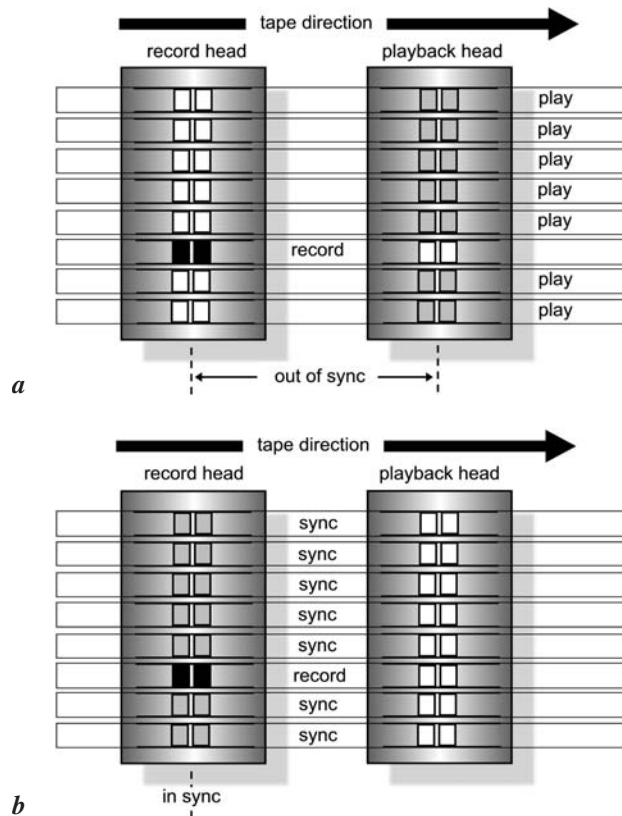 tape direction
record head playback head
play
play
play
play
play
record
play
play
out of sync
a
tape direction
record head playback head
sync
sync
sync
sync
sync
record
sync
sync
in sync
b